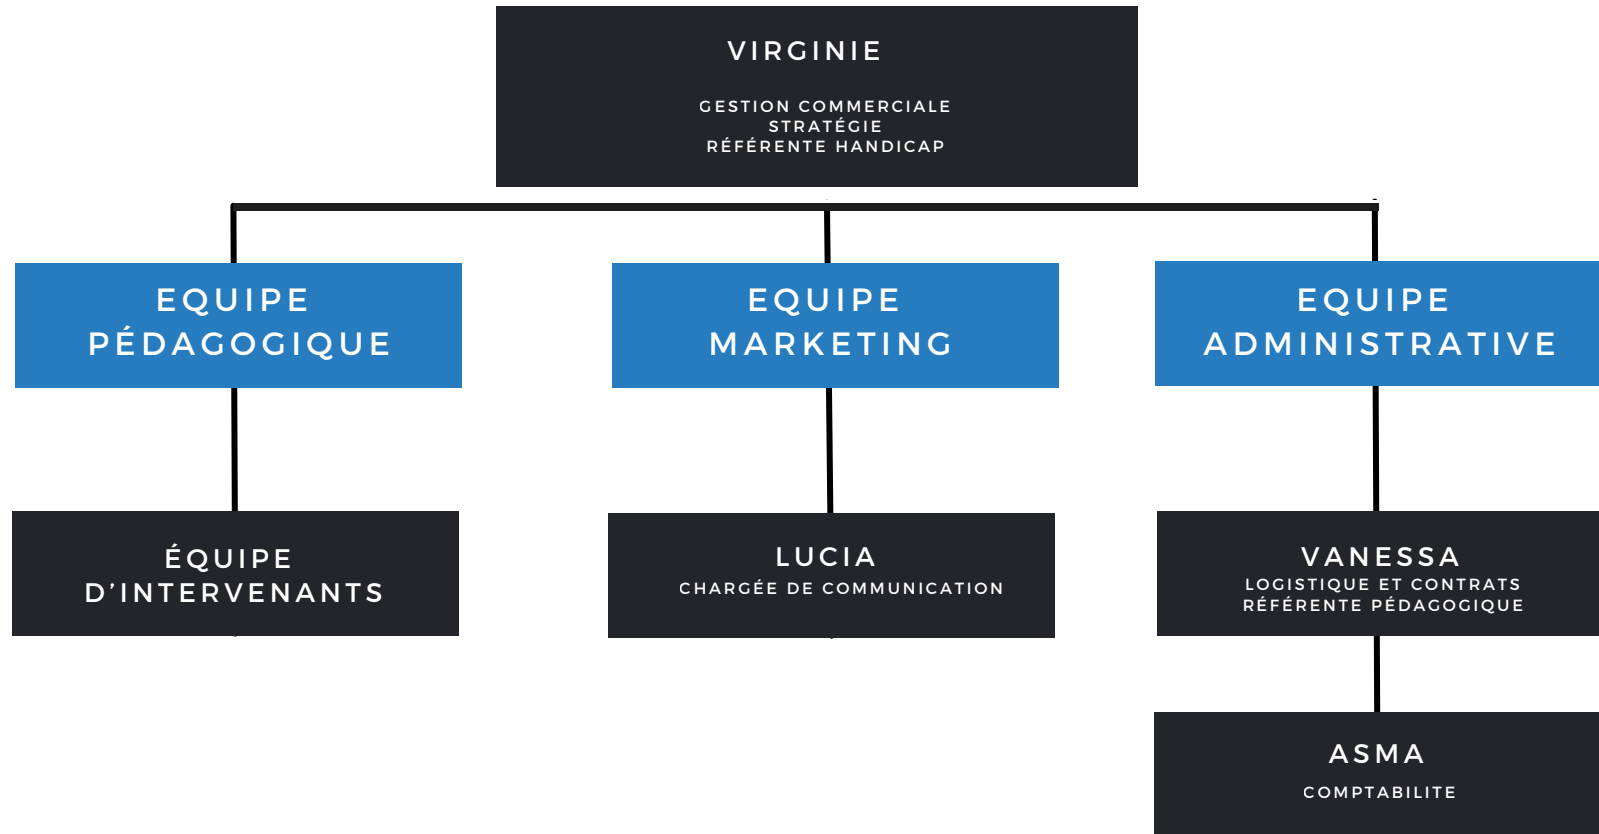 VIRGINIE
GESTION COMMERCIALE
STRATÉGIE
RÉFÉRENTE HANDICAP
EQUIPE
PÉDAGOGIQUE
EQUIPE
MARKETING
EQUIPE
ADMINISTRATIVE
ÉQUIPE
D’INTERVENANTS
LUCIA
CHARGÉE DE COMMUNICATION
VANESSA
LOGISTIQUE ET CONTRATS
RÉFÉRENTE PÉDAGOGIQUE
ASMA
COMPTABILITE